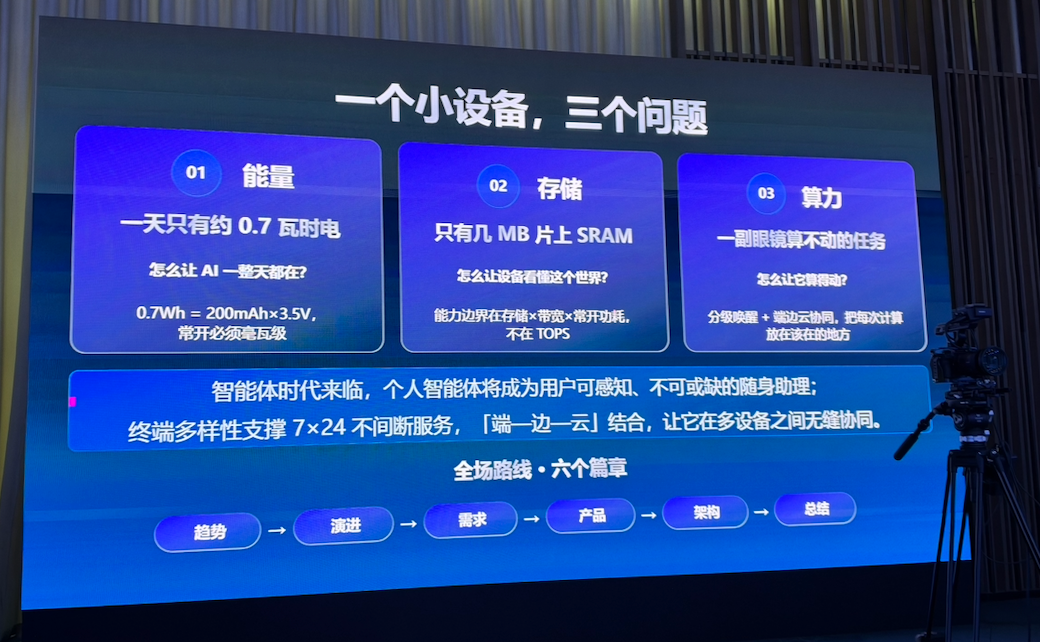 一个小设备，三个问题
01 能量
一天只有约 0.7 瓦时电
怎么让 AI 一整天都在?
0.7Wh = 200mAh×3.5V，
常开必须毫瓦级
02 存储
只有几 MB 片上 SRAM
怎么让设备看懂这个世界?
能力边界在存储×带宽×常开功耗，
不在 TOPS
03 算力
一副眼镜算不动的任务
怎么让它算得动?
分级唤醒 + 端边云协同，把每次计算
放在该在的地方
智能体时代来临，个人智能体将成为用户可感知、不可或缺的随身助理；
终端多样性支撑 7×24 不间断服务，「端—边—云」结合，让它在多设备之间无缝协同。
全场路线 • 六个篇章
趋势 → 演进 → 需求 → 产品 → 架构 → 总结